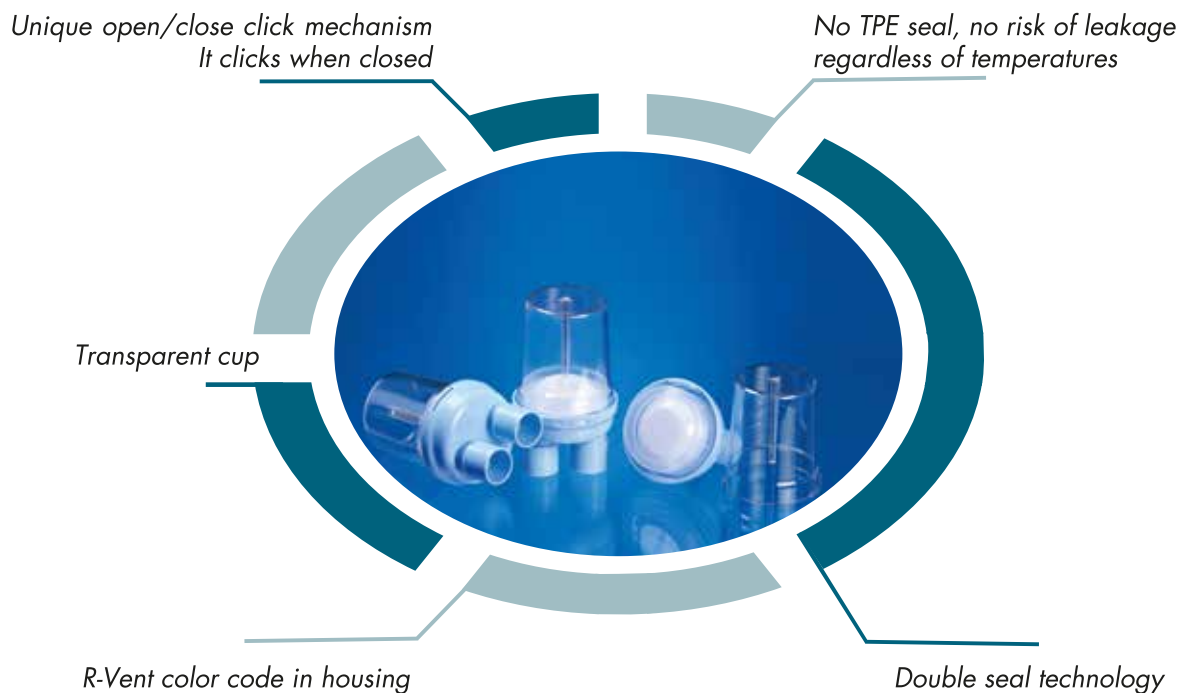 Unique open/close click mechanism
It clicks when closed
No TPE seal, no risk of leakage
regardless of temperatures
Transparent cup
R-Vent color code in housing
Double seal technology